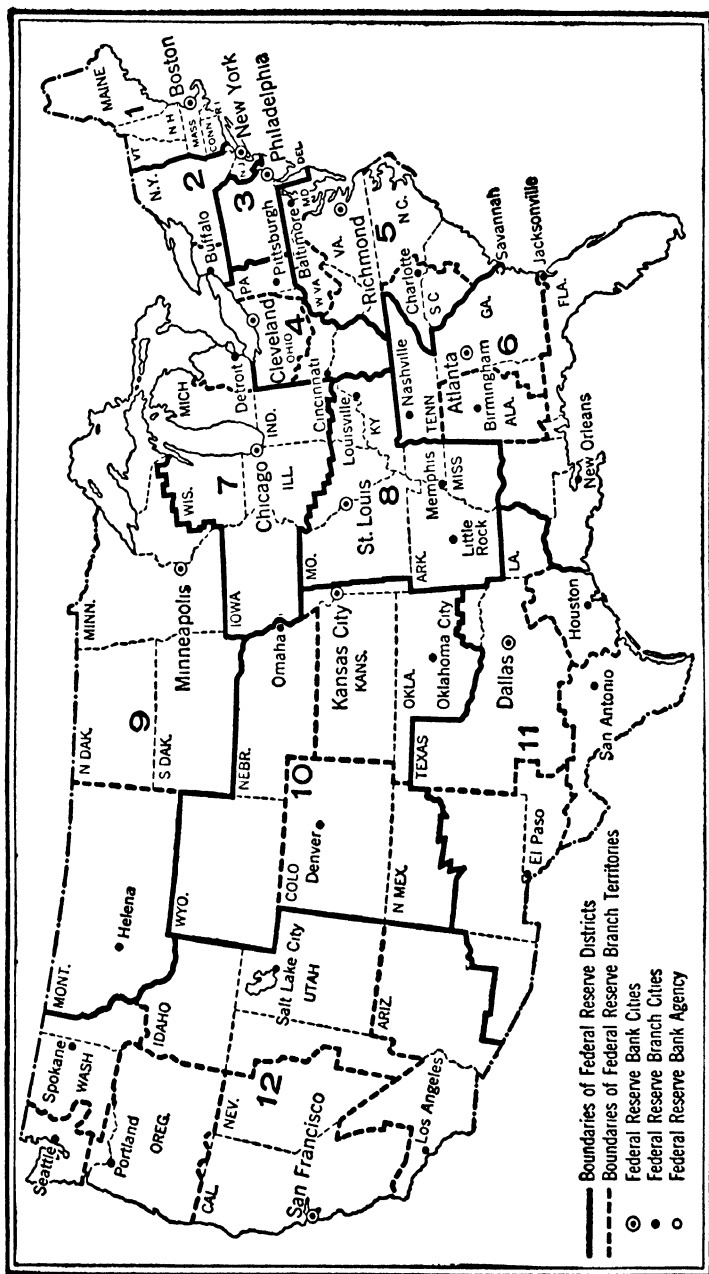 Seattle
Spokane
WASH
Portland
OREG.
MONT.
Helena
IDAHO
WYO.
N DAK.
9
S DAK.
MINN.
Minneapolis
NEBR.
Omaha
IOWA
WIS.
7
Chicago
ILL.
MICH
Detroit
IND.
Cleveland
OHIO
4
Cincinnati
PA
Pittsburgh
Buffalo
N.Y.
2
3
VT
N H
MAINE
1
MASS
CONN
R I
Boston
New York
N J
Philadelphia
DEL
Baltimore
MD
W VA
VA.
Richmond
5
N.C.
Charlotte
S C
CAL.
NEV.
12
San Francisco
Los Angeles
Salt Lake City
UTAH
ARIZ
COLO
10
Denver
N MEX.
Kansas City
KANS.
MO.
St. Louis
8
Louisville
KY
OKLA.
Oklahoma City
ARK.
Little
Rock
Memphis
MISS
Nashville
TENN
Atlanta
Birmingham
ALA.
6
GA.
Savannah
Jacksonville
FLA.
New Orleans
LA.
TEXAS
Dallas
11
El Paso
San Antonio
Houston
Boundaries of Federal Reserve Districts
Boundaries of Federal Reserve Branch Territories
Federal Reserve Bank Cities
Federal Reserve Branch Cities
Federal Reserve Bank Agency